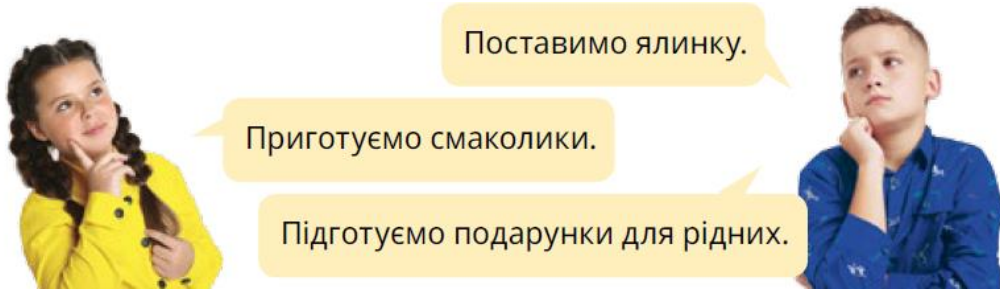 Поставимо ялинку.
Приготуємо смаколики.
Підготуємо подарунки для рідних.